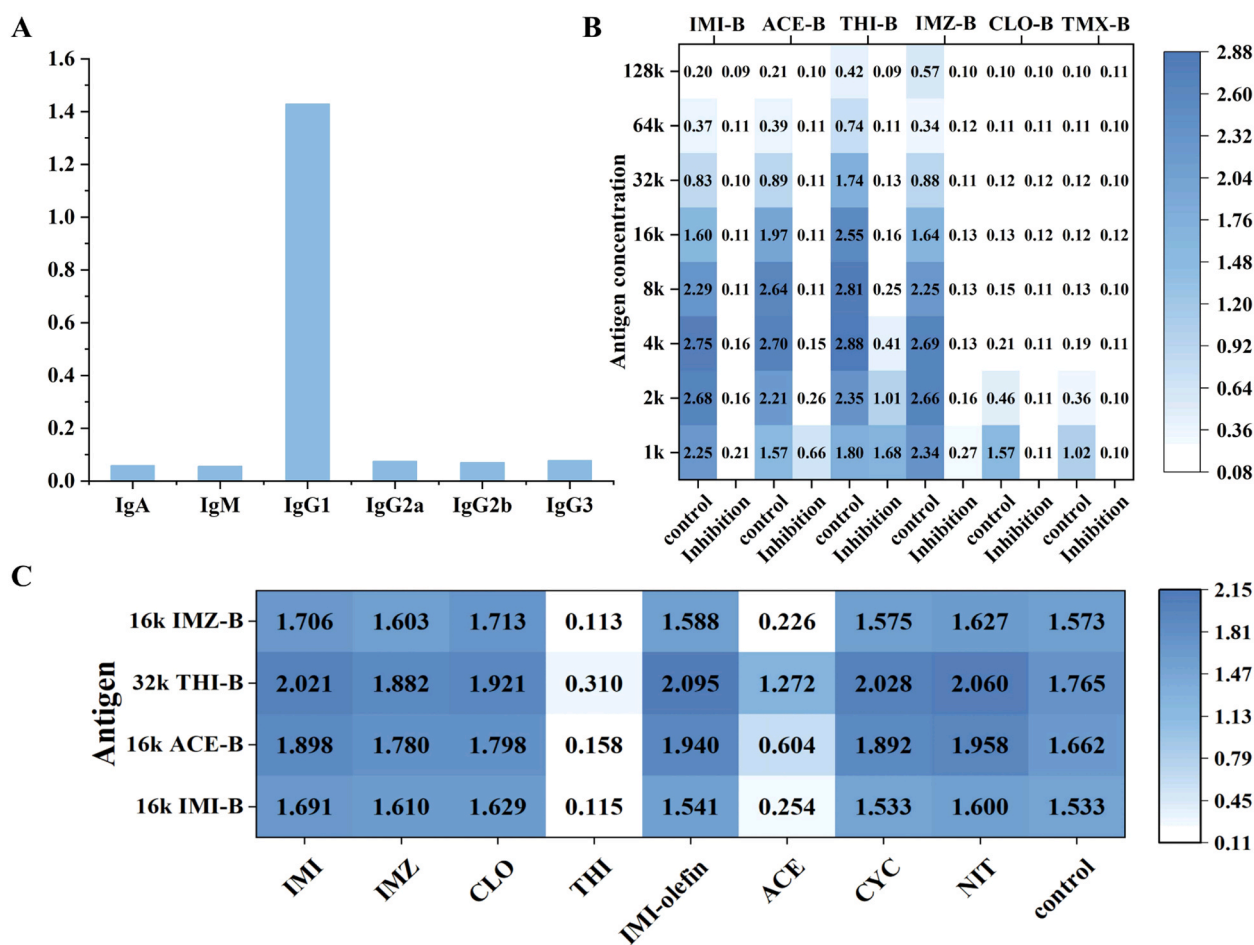 A
1.6
1.4
1.2
1.0
0.8
0.6
0.4
0.2
0.0
IgA IgM IgG1 IgG2a IgG2b IgG3
B
IMI-B ACE-B THI-B IMZ-B CLO-B TMX-B
Antigen concentration
128k 0.20 0.09 0.21 0.10 0.42 0.09 0.57 0.10 0.10 0.10 0.10 0.11
64k 0.37 0.11 0.39 0.11 0.74 0.11 0.34 0.12 0.11 0.11 0.11 0.10
32k 0.83 0.10 0.89 0.11 1.74 0.13 0.88 0.11 0.12 0.12 0.12 0.10
16k 1.60 0.11 1.97 0.11 2.55 0.16 1.64 0.13 0.13 0.12 0.12 0.12
8k 2.29 0.11 2.64 0.11 2.81 0.25 2.25 0.13 0.15 0.11 0.13 0.10
4k 2.75 0.16 2.70 0.15 2.88 0.41 2.69 0.13 0.21 0.11 0.19 0.11
2k 2.68 0.16 2.21 0.26 2.35 1.01 2.66 0.16 0.46 0.11 0.36 0.10
1k 2.25 0.21 1.57 0.66 1.80 1.68 2.34 0.27 1.57 0.11 1.02 0.10
control Inhibition control Inhibition control Inhibition control Inhibition control Inhibition control Inhibition
2.88
2.60
2.32
2.04
1.76
1.48
1.20
0.92
0.64
0.36
0.08
C
Antigen
16k IMZ-B 1.706 1.603 1.713 0.113 1.588 0.226 1.575 1.627 1.573
32k THI-B 2.021 1.882 1.921 0.310 2.095 1.272 2.028 2.060 1.765
16k ACE-B 1.898 1.780 1.798 0.158 1.940 0.604 1.892 1.958 1.662
16k IMI-B 1.691 1.610 1.629 0.115 1.541 0.254 1.533 1.600 1.533
IMI IMZ CLO THI IMI-olefin ACE CYC NIT control
2.15
1.81
1.47
1.13
0.79
0.45
0.11